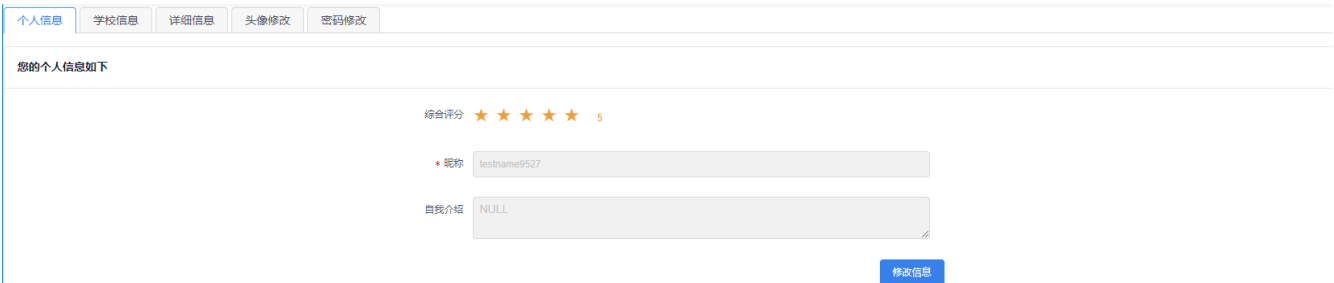 个人信息 学校信息 详细信息 头像修改 密码修改
您的个人信息如下
综合评分 ★ ★ ★ ★ ★ 5
* 昵称 testname9527
自我介绍 NULL
修改信息